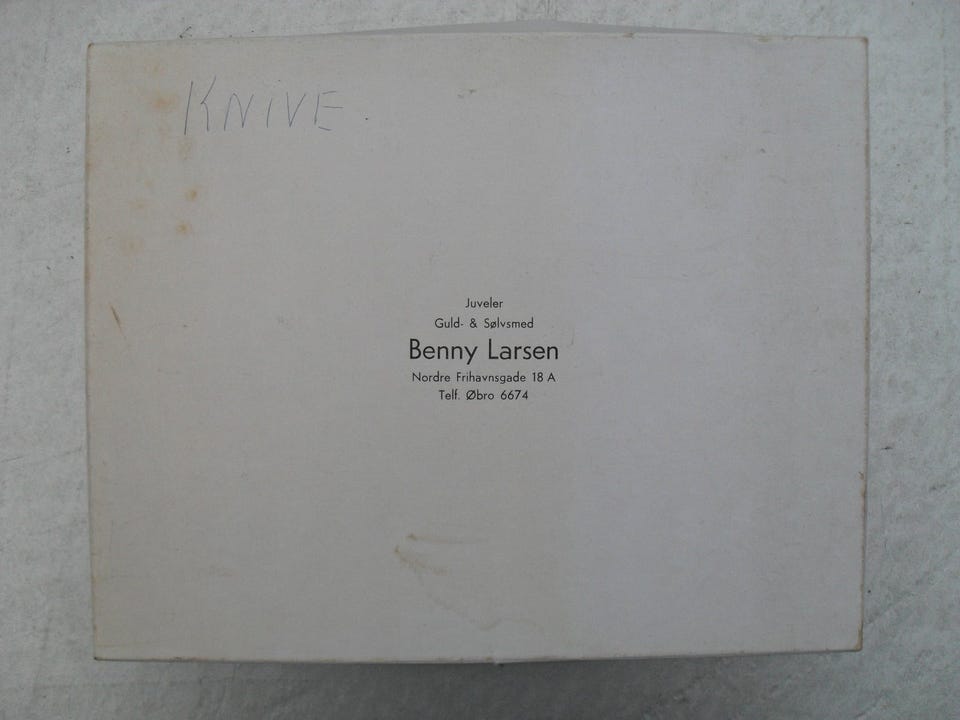 KNIVE.
Juveler
Guld- & Sølvsmed
Benny Larsen
Nordre Frihavnsgade 18 A
Telf. Øbro 6674